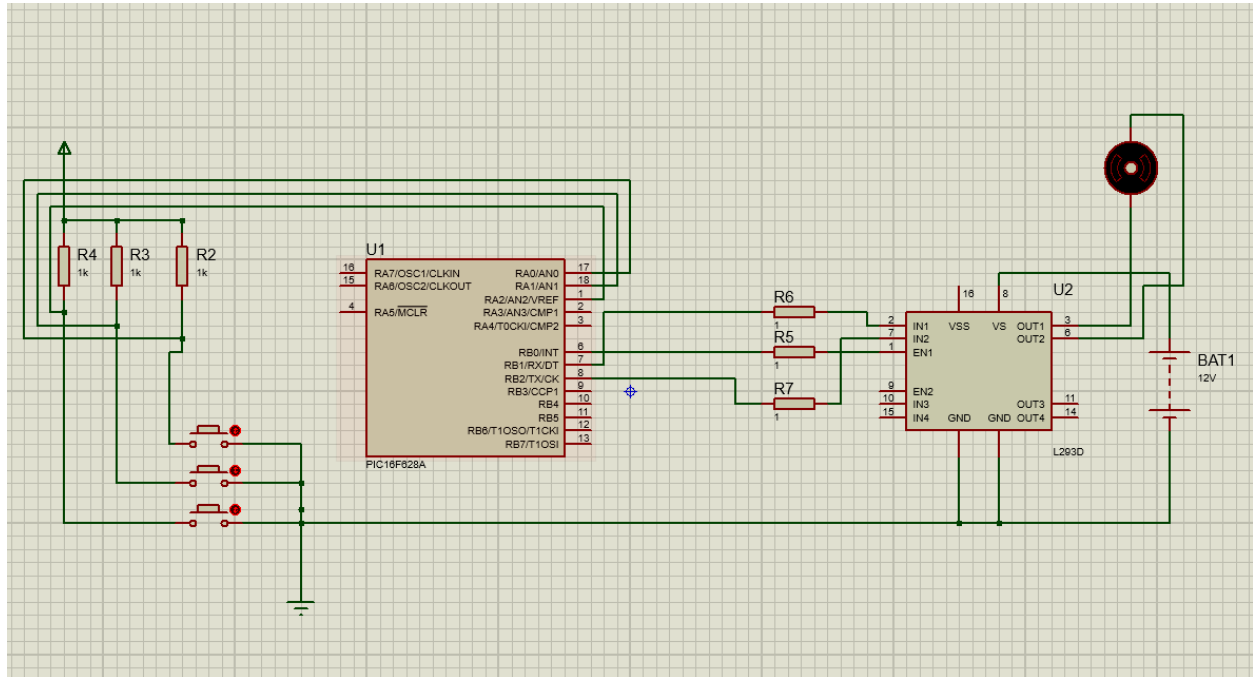 R4
1k
R3
1k
R2
1k
U1
16
15
4
RA7/OSC1/CLKIN
RA6/OSC2/CLKOUT
RA5/MCLR
RA0/AN0
RA1/AN1
RA2/AN2/VREF
RA3/AN3/CMP1
RA4/T0CKI/CMP2
RB0/INT
RB1/RX/DT
RB2/TX/CK
RB3/CCP1
RB4
RB5
RB6/T1OSO/T1CKI
RB7/T1OSI
17
18
1
2
3
6
7
8
9
10
11
12
13
PIC16F628A
R6
1
R5
1
R7
1
U2
16
8
2
7
1
9
10
15
IN1
IN2
EN1
EN2
IN3
IN4
VSS
VS
OUT1
OUT2
GND
GND
OUT3
OUT4
3
6
11
14
L293D
BAT1
12V